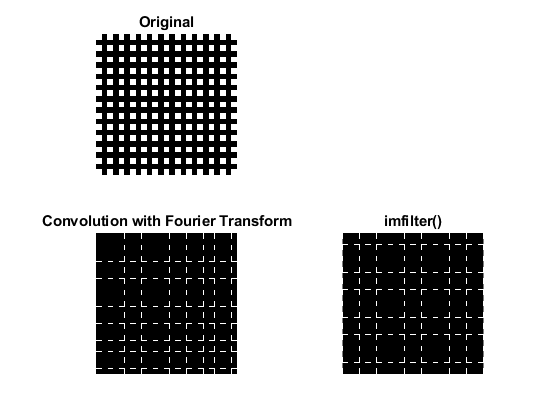 Original
Convolution with Fourier Transform
imfilter()